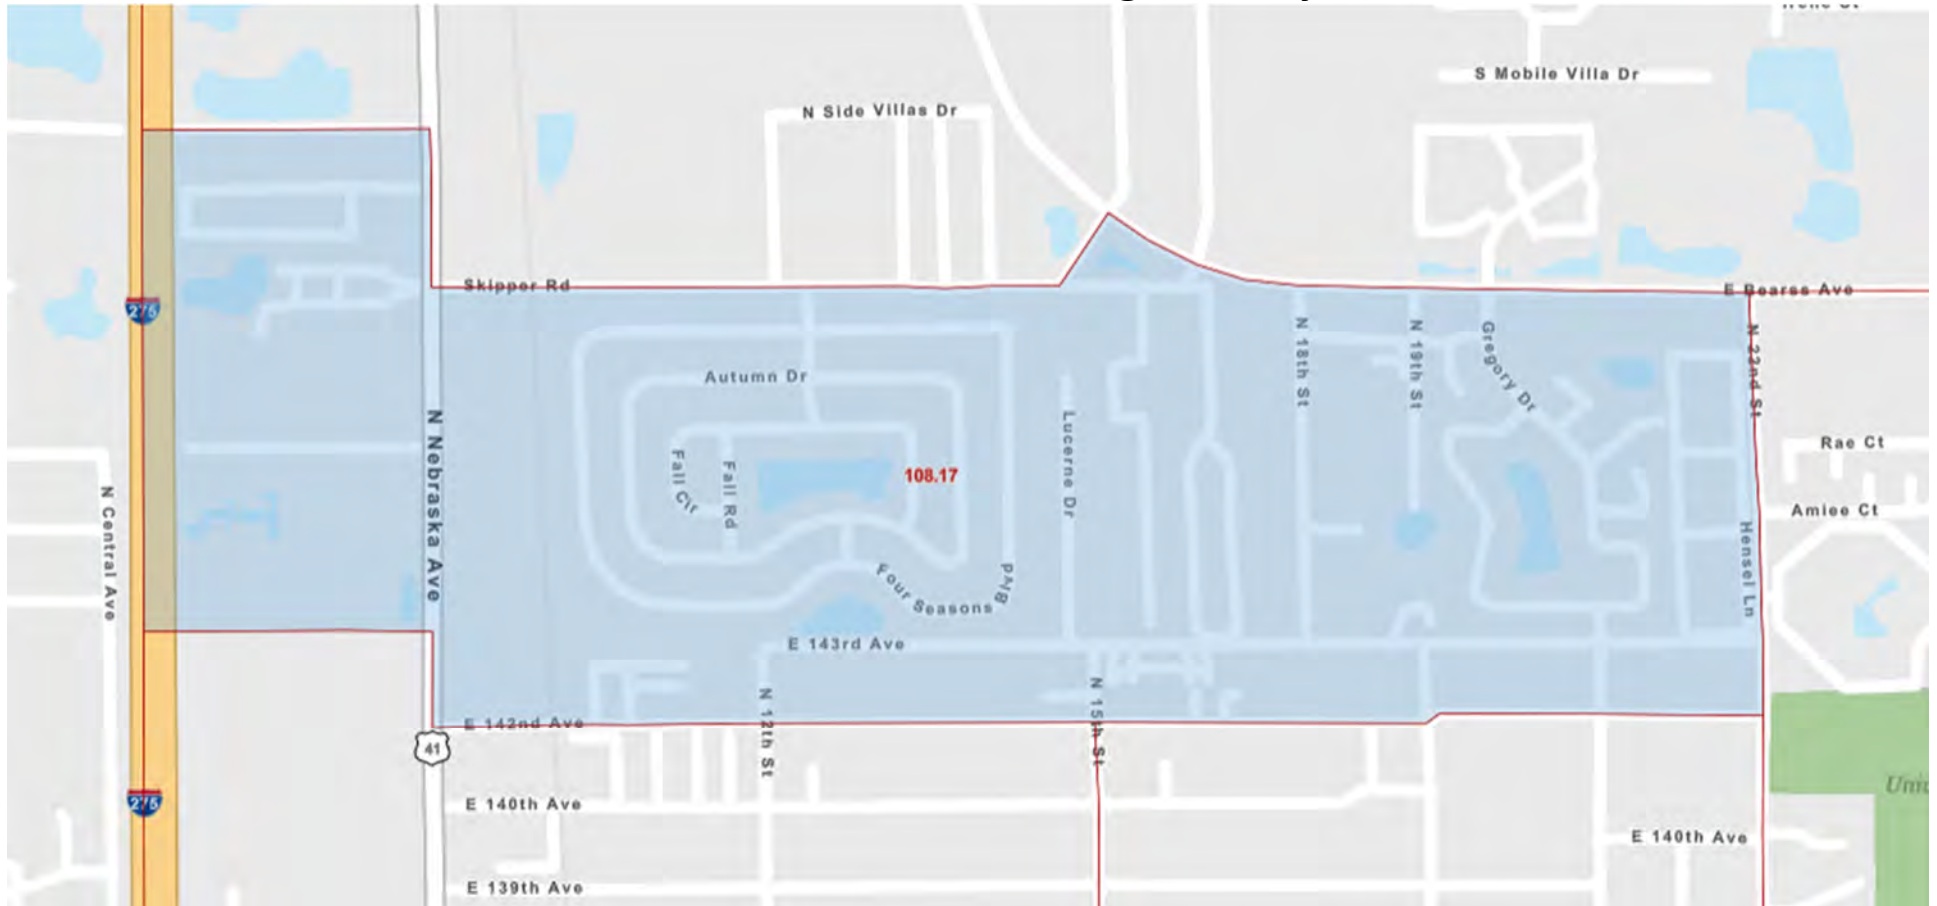 S Mobile Villa Dr
N Side Villas Dr
Skipper Rd
E Bearss Ave
275
N 18th St
N 19th St
Gregory Dr
N 22nd St
Autumn Dr
N Nebraska Ave
Lucerne Dr
Rae Ct
Fall Cir
Fall Rd
108.17
N Central Ave
Amiee Ct
Hensel Ln
Four Seasons Blvd
E 143rd Ave
N 12th St
N 15th St
E 142nd Ave
41
275
E 140th Ave
E 140th Ave
E 139th Ave